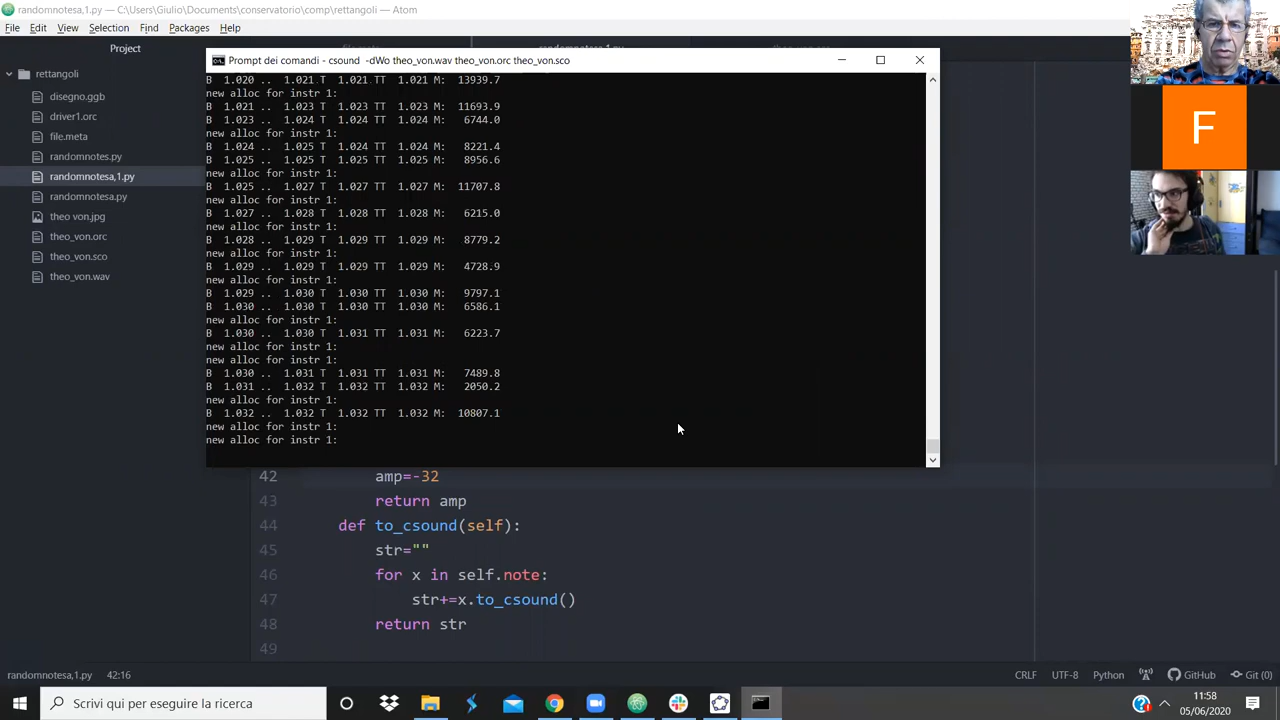 randomnotesa,1.py — C:\Users\Giulio\Documents\conservatorio\comp\rettangoli — Atom
File Edit View Selection Find Packages Help
Project
rettangoli
disegno.ggb
driver1.orc
file.meta
randomnotes.py
randomnotesa,1.py
randomnotesa.py
theo von.jpg
theo_von.orc
theo_von.sco
theo_von.wav
Prompt dei comandi - csound -dWo theo_von.wav theo_von.orc theo_von.sco
B 1.020 .. 1.021 T 1.021 TT 1.021 M: 13939.7
new alloc for instr 1:
B 1.021 .. 1.023 T 1.023 TT 1.023 M: 11693.9
B 1.023 .. 1.024 T 1.024 TT 1.024 M: 6744.0
new alloc for instr 1:
B 1.024 .. 1.025 T 1.024 TT 1.024 M: 8221.4
B 1.025 .. 1.025 T 1.025 TT 1.025 M: 8956.6
new alloc for instr 1:
B 1.025 .. 1.027 T 1.027 TT 1.027 M: 11707.8
new alloc for instr 1:
B 1.027 .. 1.028 T 1.028 TT 1.028 M: 6215.0
new alloc for instr 1:
B 1.028 .. 1.029 T 1.029 TT 1.029 M: 8779.2
new alloc for instr 1:
B 1.029 .. 1.029 T 1.029 TT 1.029 M: 4728.9
new alloc for instr 1:
B 1.029 .. 1.030 T 1.030 TT 1.030 M: 9797.1
B 1.030 .. 1.030 T 1.030 TT 1.030 M: 6586.1
new alloc for instr 1:
B 1.030 .. 1.030 T 1.031 TT 1.031 M: 6223.7
new alloc for instr 1:
new alloc for instr 1:
B 1.030 .. 1.031 T 1.031 TT 1.031 M: 7489.8
B 1.031 .. 1.032 T 1.032 TT 1.032 M: 2050.2
new alloc for instr 1:
B 1.032 .. 1.032 T 1.032 TT 1.032 M: 10807.1
new alloc for instr 1:
new alloc for instr 1:
42 amp=-32
43 return amp
44 def to_csound(self):
45 str=""
46 for x in self.note:
47 str+=x.to_csound()
48 return str
49
F
randomnotesa,1.py 42:16 CRLF UTF-8 Python GitHub Git (0)
Scrivi qui per eseguire la ricerca
11:58
05/06/2020